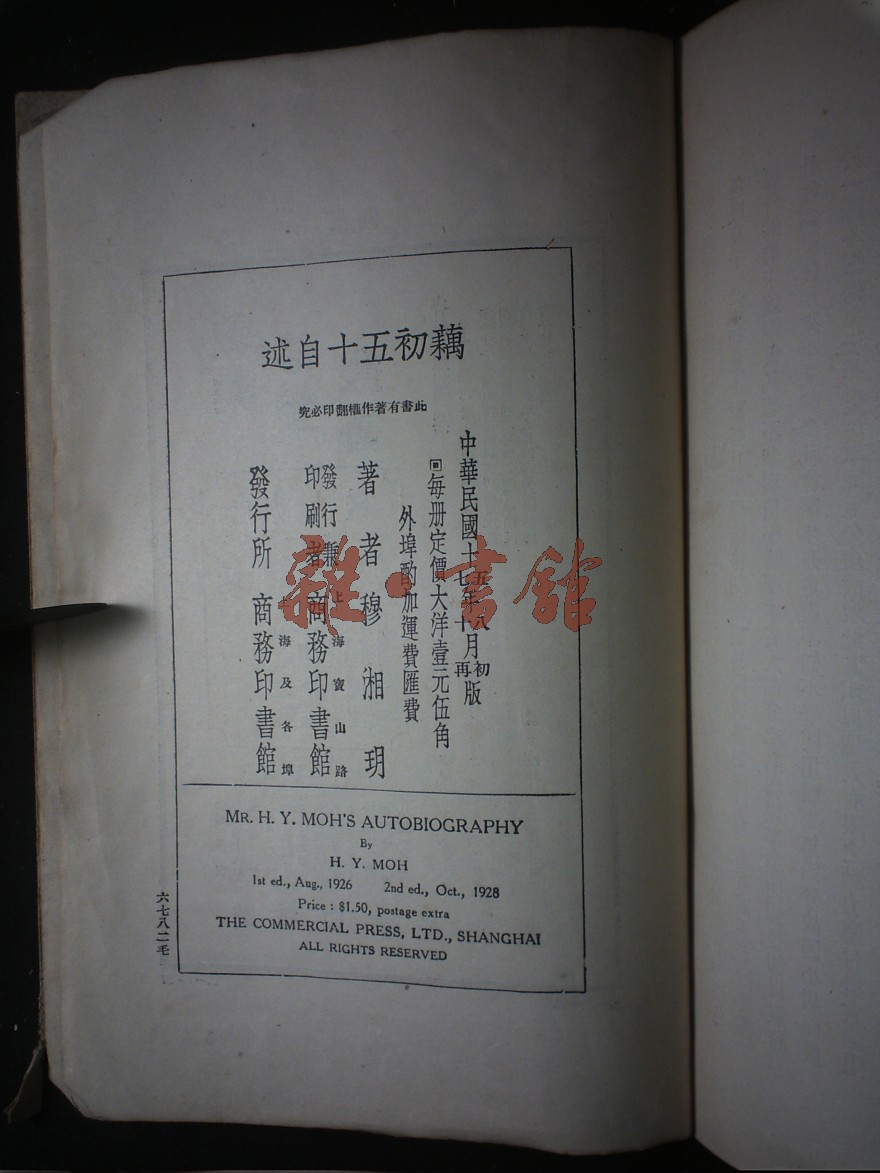 藕初五十自述
此書有著作權翻印必究
中華民國十五年八月初版
十七年十月再版
回每册定價大洋壹元伍角
外埠酌加運費匯費
著者 穆湘玥
發行兼印刷者 上海寶山路 商務印書館
發行所 上海及各埠 商務印書館
MR. H. Y. MOH'S AUTOBIOGRAPHY
By
H. Y. MOH
1st ed., Aug., 1926 2nd ed., Oct., 1928
Price : $1.50, postage extra
THE COMMERCIAL PRESS, LTD., SHANGHAI
ALL RIGHTS RESERVED
六七八二毛
雜·書館